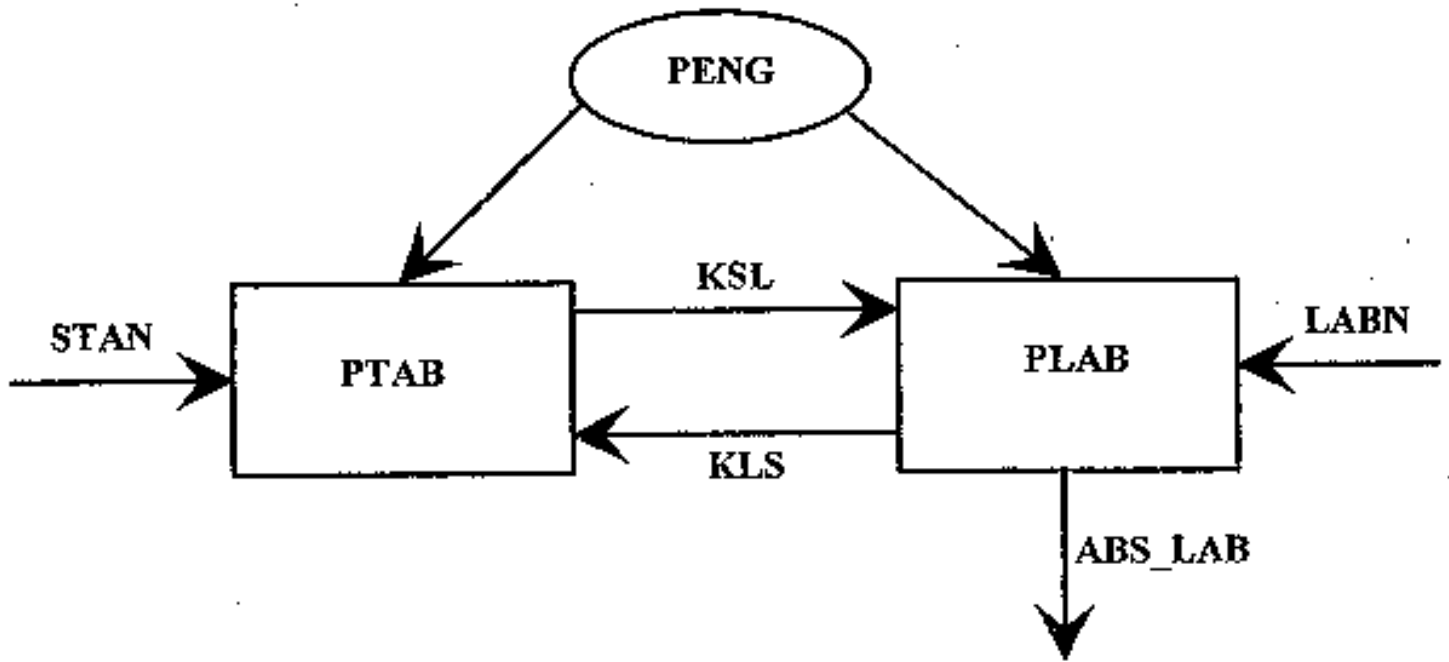 PENG
KSL
STAN
PTAB
PLAB
LABN
KLS
ABS_LAB